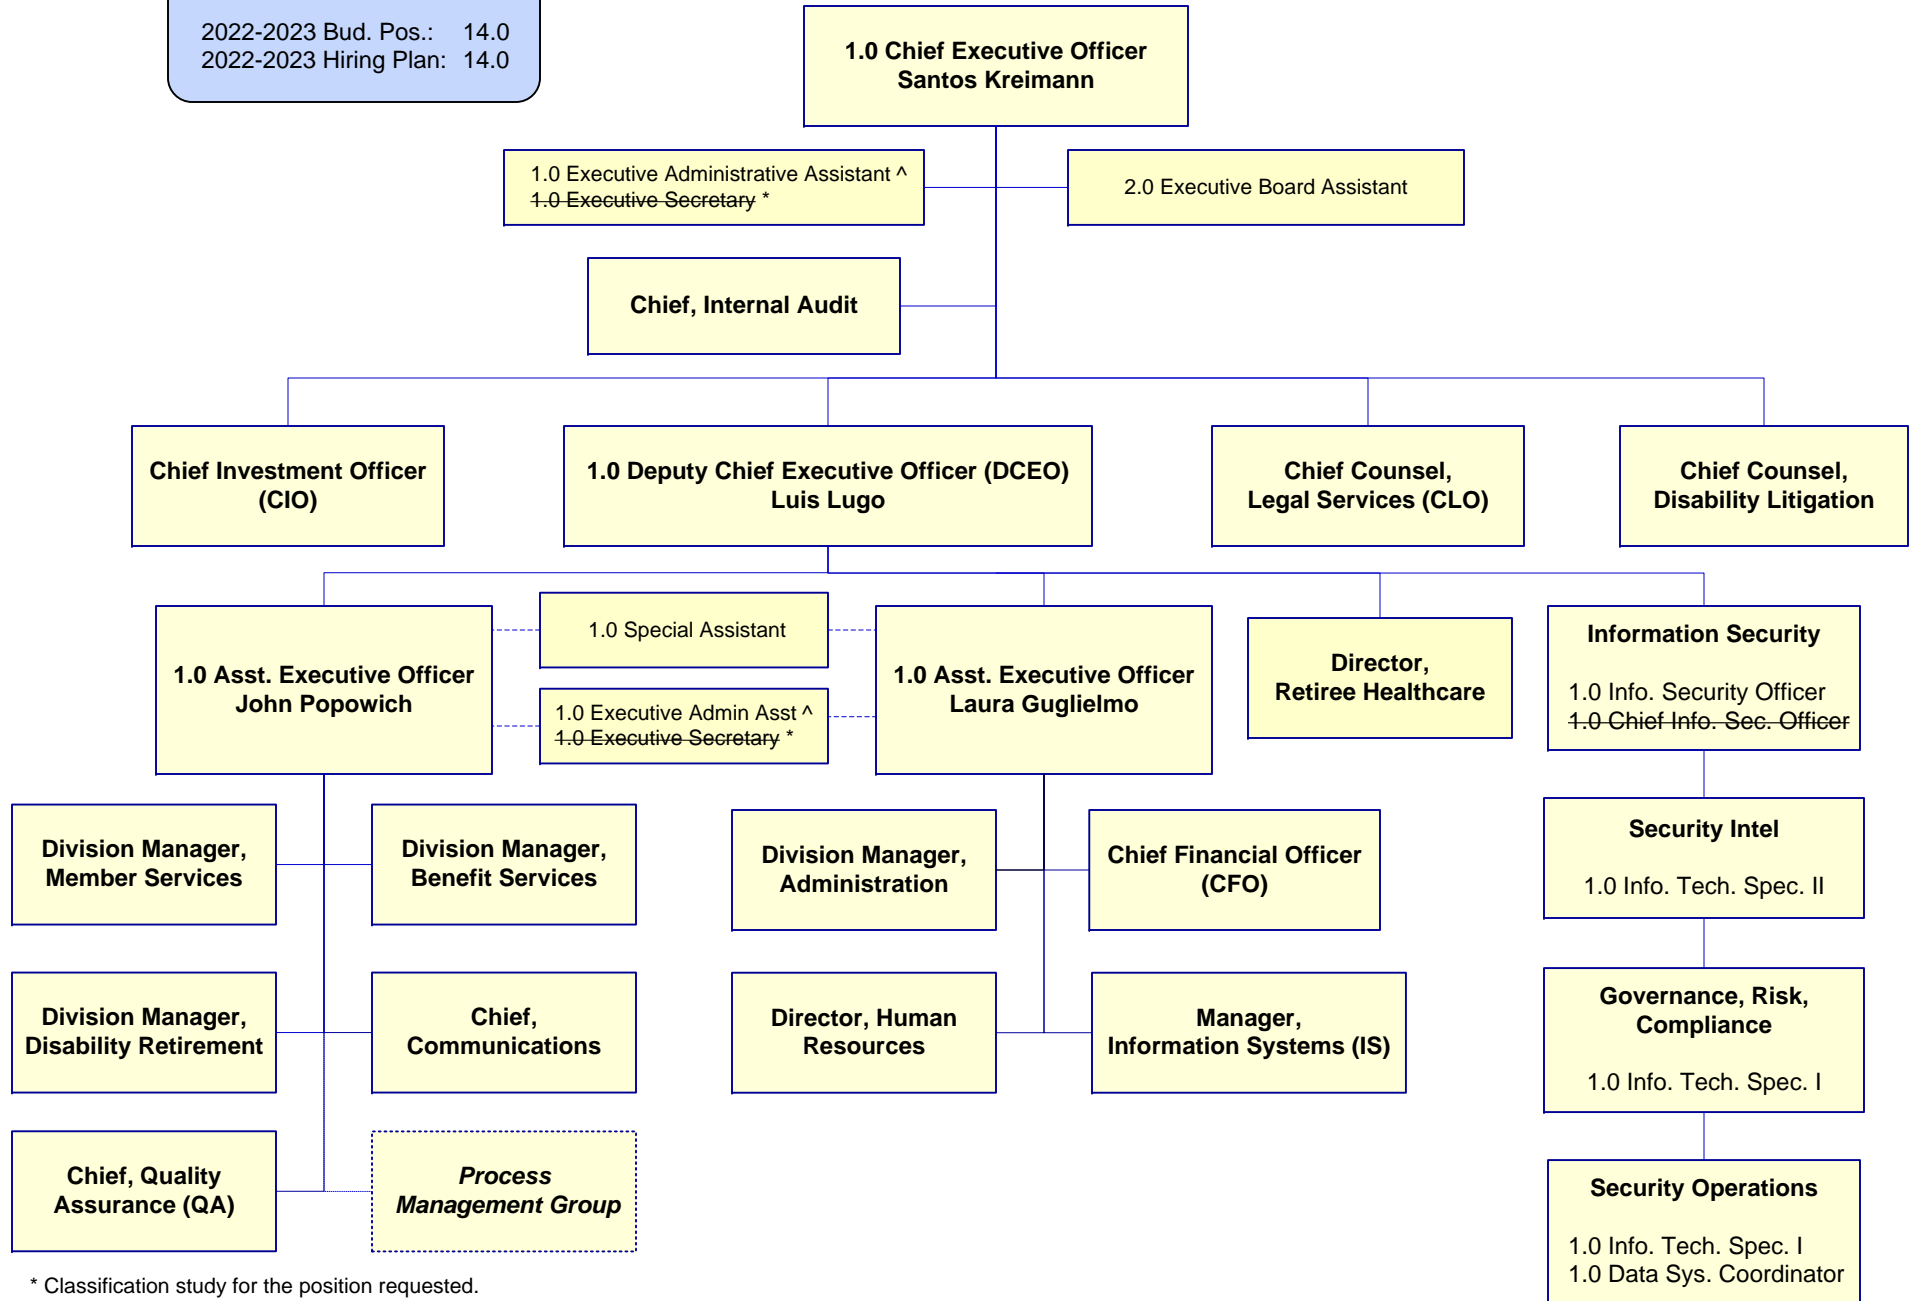 2022-2023 Bud. Pos.: 14.0
2022-2023 Hiring Plan: 14.0
1.0 Chief Executive Officer
Santos Kreimann
1.0 Executive Administrative Assistant ^
1.0 Executive Secretary *
2.0 Executive Board Assistant
Chief, Internal Audit
Chief Investment Officer
(CIO)
1.0 Deputy Chief Executive Officer (DCEO)
Luis Lugo
Chief Counsel,
Legal Services (CLO)
Chief Counsel,
Disability Litigation
1.0 Asst. Executive Officer
John Popowich
1.0 Special Assistant
1.0 Executive Admin Asst ^
1.0 Executive Secretary *
1.0 Asst. Executive Officer
Laura Guglielmo
Director,
Retiree Healthcare
Information Security
1.0 Info. Security Officer
1.0 Chief Info. Sec. Officer
Division Manager,
Member Services
Division Manager,
Benefit Services
Division Manager,
Administration
Chief Financial Officer
(CFO)
Security Intel
1.0 Info. Tech. Spec. II
Division Manager,
Disability Retirement
Chief,
Communications
Director, Human
Resources
Manager,
Information Systems (IS)
Governance, Risk,
Compliance
1.0 Info. Tech. Spec. I
Chief, Quality
Assurance (QA)
Process
Management Group
Security Operations
1.0 Info. Tech. Spec. I
1.0 Data Sys. Coordinator
* Classification study for the position requested.